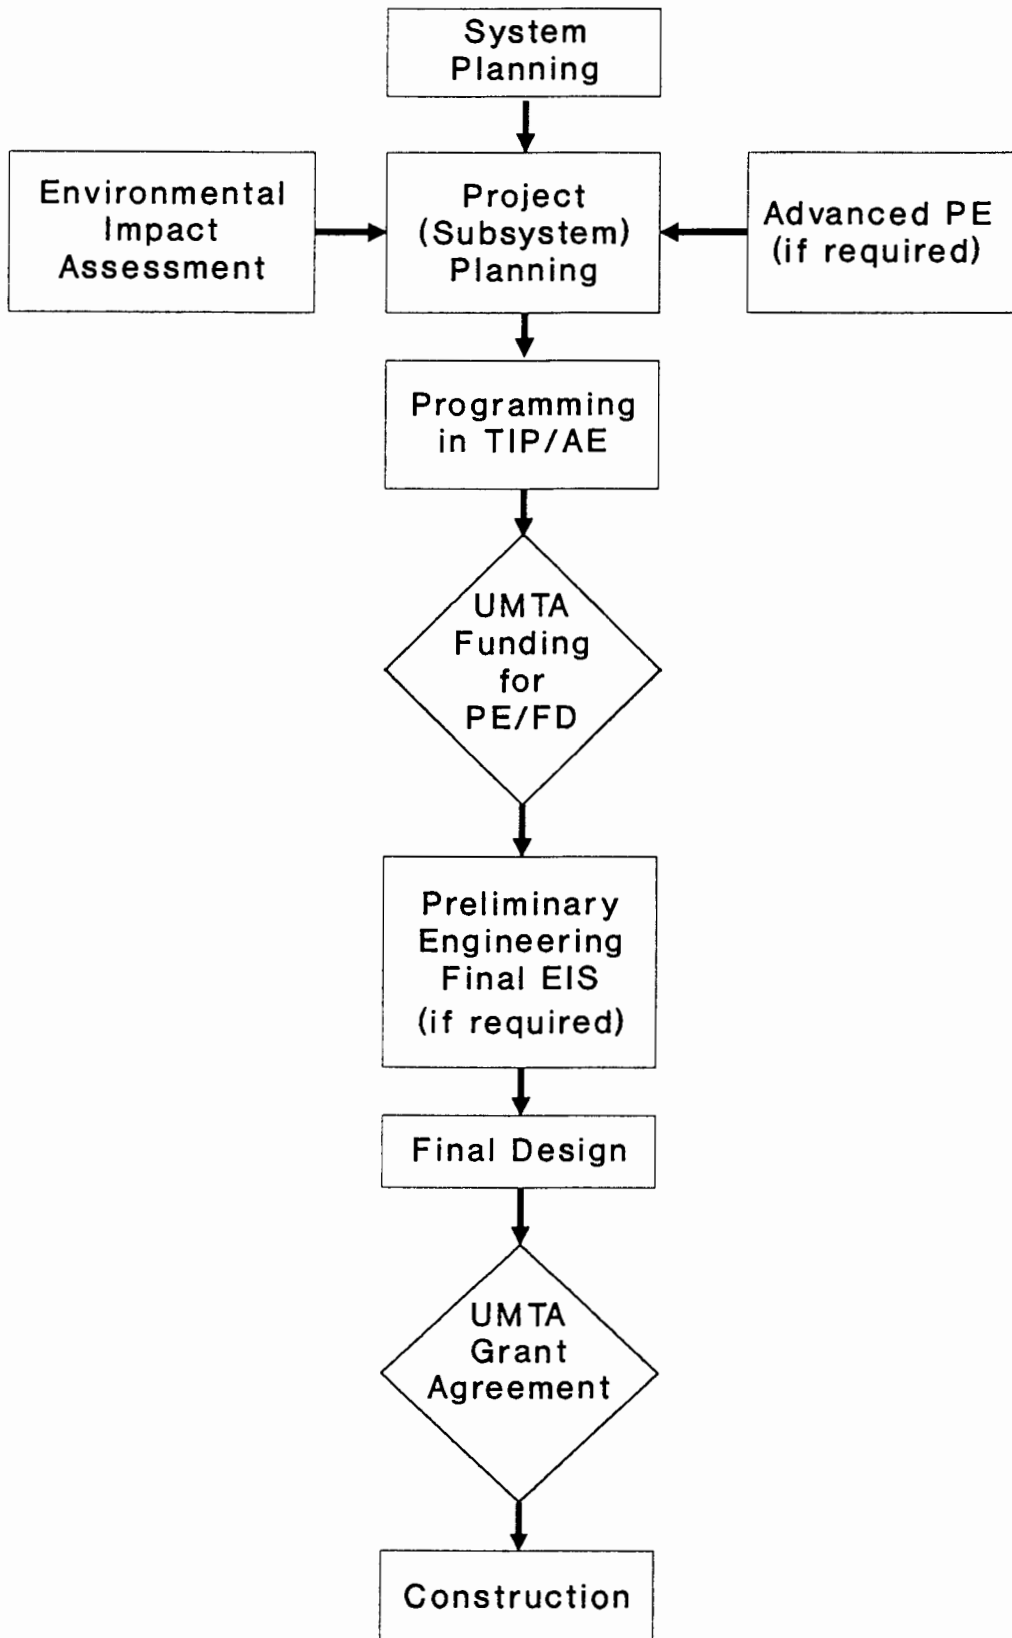 System
Planning
Environmental
Impact
Assessment
Project
(Subsystem)
Planning
Advanced PE
(if required)
Programming
in TIP/AE
UMTA
Funding
for
PE/FD
Preliminary
Engineering
Final EIS
(if required)
Final Design
UMTA
Grant
Agreement
Construction